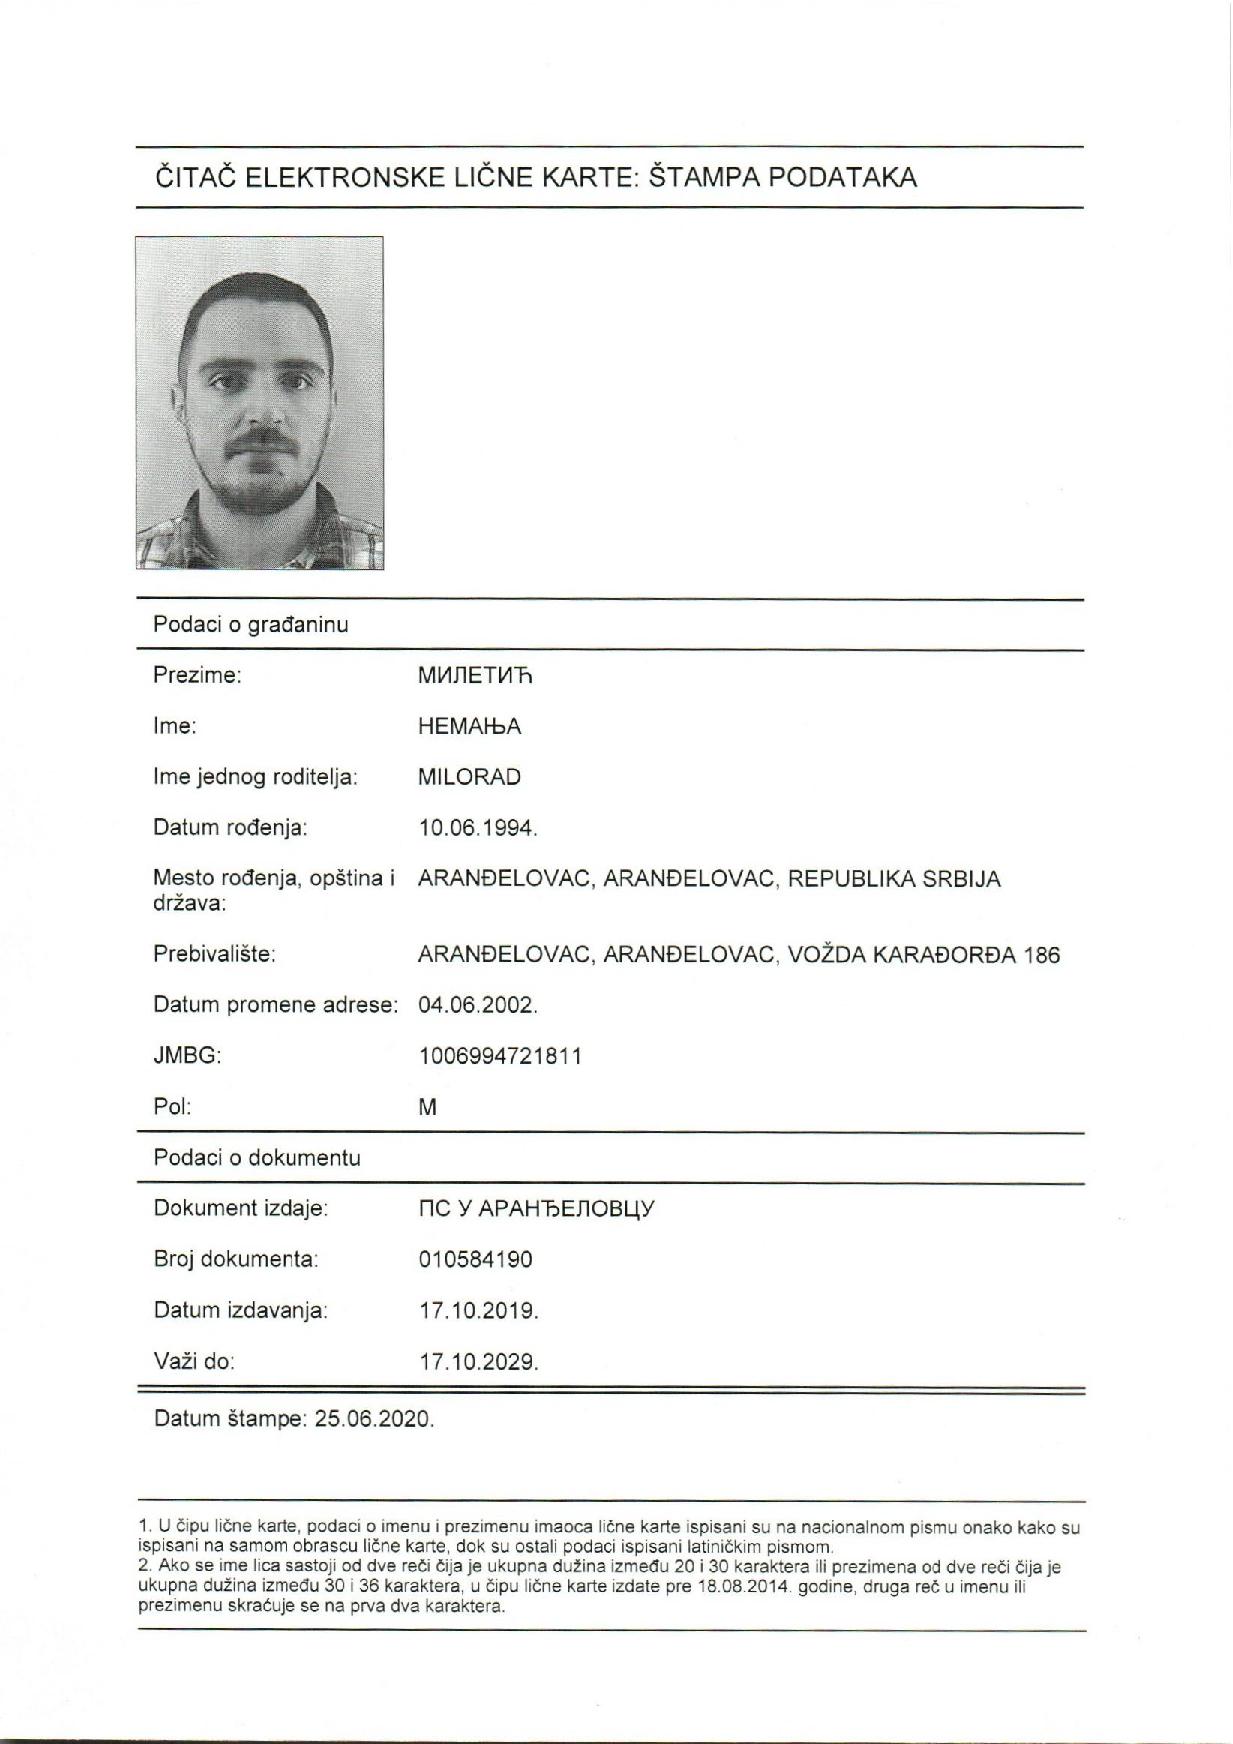 ČITAČ ELEKTRONSKE LIČNE KARTE: ŠTAMPA PODATAKA
Podaci o građaninu
Prezime: МИЛЕТИЋ
Ime: НЕМАЊА
Ime jednog roditelja: MILORAD
Datum rođenja: 10.06.1994.
Mesto rođenja, opština i ARANĐELOVAC, ARANĐELOVAC, REPUBLIKA SRBIJA
država:
Prebivalište: ARANĐELOVAC, ARANĐELOVAC, VOŽDA KARAĐORĐA 186
Datum promene adrese: 04.06.2002.
JMBG: 1006994721811
Pol: M
Podaci o dokumentu
Dokument izdaje: ПС У АРАНЂЕЛОВЦУ
Broj dokumenta: 010584190
Datum izdavanja: 17.10.2019.
Važi do: 17.10.2029.
Datum štampe: 25.06.2020.
1. U čipu lične karte, podaci o imenu i prezimenu imaoca lične karte ispisani su na nacionalnom pismu onako kako su
ispisani na samom obrascu lične karte, dok su ostali podaci ispisani latiničkim pismom.
2. Ako se ime lica sastoji od dve reči čija je ukupna dužina između 20 i 30 karaktera ili prezimena od dve reči čija je
ukupna dužina između 30 i 36 karaktera, u čipu lične karte izdate pre 18.08.2014. godine, druga reč u imenu ili
prezimenu skraćuje se na prva dva karaktera.